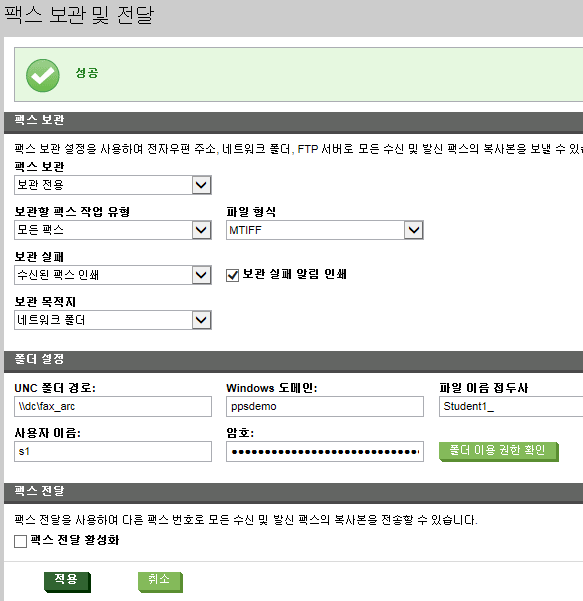 팩스 보관 및 전달
성공
팩스 보관
팩스 보관 설정을 사용하여 전자우편 주소, 네트워크 폴더, FTP 서버로 모든 수신 및 발신 팩스의 복사본을 보낼 수 있
팩스 보관
보관 전용
보관할 팩스 작업 유형 파일 형식
모든 팩스 MTIFF
보관 실패
수신된 팩스 인쇄 보관 실패 알림 인쇄
보관 목적지
네트워크 폴더
폴더 설정
UNC 폴더 경로: Windows 도메인: 파일 이름 접두사
\\dc\fax_arc ppsdemo Student1_
사용자 이름: 암호:
s1 폴더 이용 권한 확인
팩스 전달
팩스 전달을 사용하여 다른 팩스 번호로 모든 수신 및 발신 팩스의 복사본을 전송할 수 있습니다.
팩스 전달 활성화
적용 취소